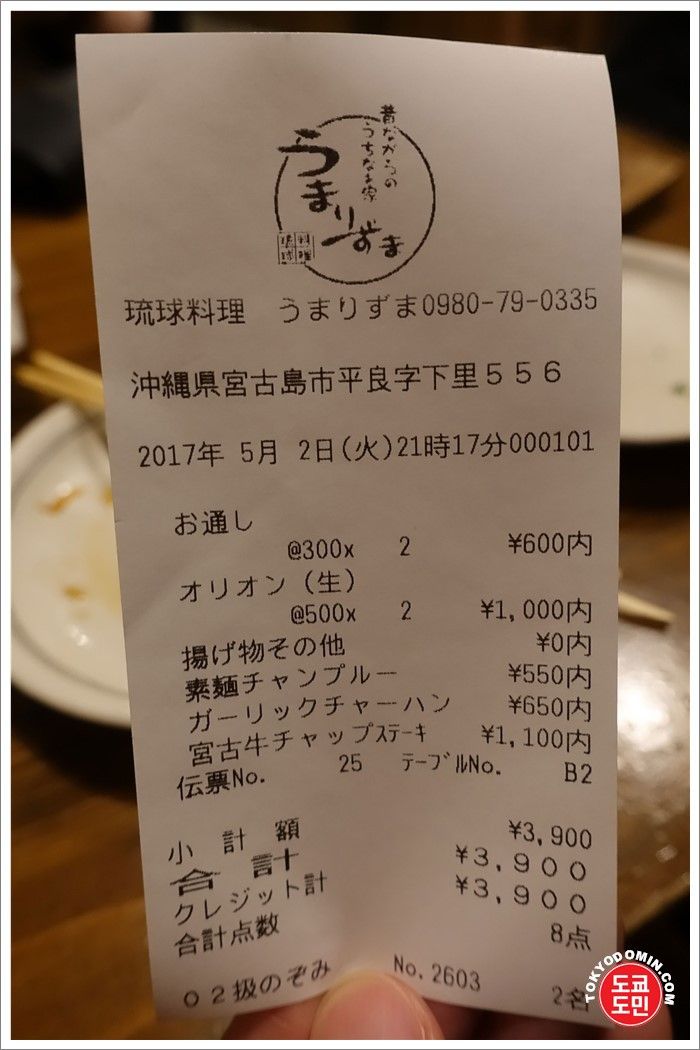 昔ながらの
うちなー家
うまりずま
琉球料理
琉球料理　うまりずま0980-79-0335
沖縄県宮古島市平良字下里５５６
2017年 5月 2日(火)21時17分000101
お通し
@300x 2 ¥600内
オリオン（生）
@500x 2 ¥1,000内
揚げ物その他 ¥0内
素麺チャンプルー ¥550内
ガーリックチャーハン ¥650内
宮古牛チャップｽﾃｰｷ ¥1,100内
伝票No. 25 ﾃｰﾌﾞﾙNo. B2
小 計 額 ¥3,900
合 計 ¥３,９００
クレジット計 ¥３,９００
合計点数 8点
０２扱のぞみ No.2603 2名
TOKYODOMIN.COM
도쿄
도민